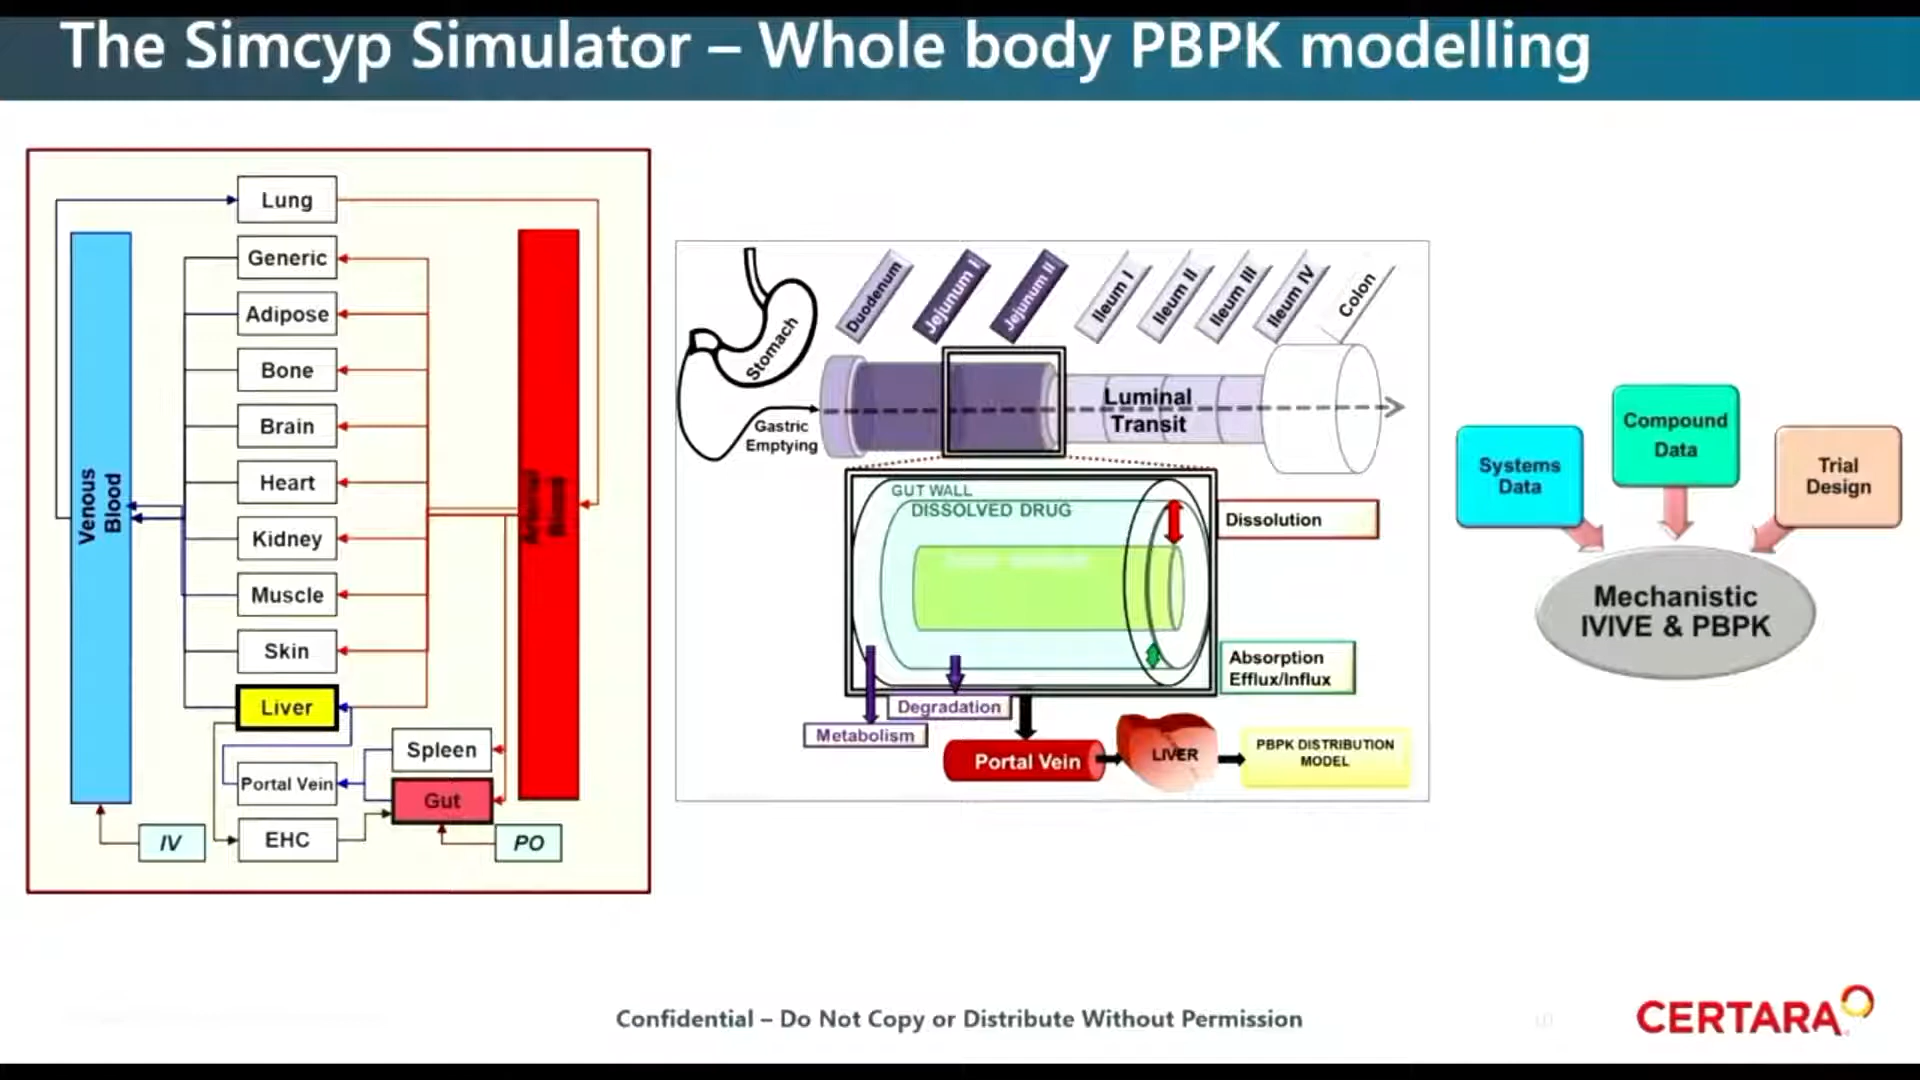 The Simcyp Simulator – Whole body PBPK modelling
Lung
Generic
Adipose
Bone
Brain
Heart
Kidney
Muscle
Skin
Liver
Spleen
Portal Vein
Gut
EHC
IV
PO
Venous
Blood
Stomach
Gastric
Emptying
Duodenum
Jejunum I
Jejunum II
Ileum I
Ileum II
Ileum III
Ileum IV
Colon
Luminal
Transit
GUT WALL
DISSOLVED DRUG
Dissolution
Absorption
Efflux/Influx
Degradation
Metabolism
Portal Vein
LIVER
PBPK DISTRIBUTION
MODEL
Systems
Data
Compound
Data
Trial
Design
Mechanistic
IVIVE & PBPK
Confidential – Do Not Copy or Distribute Without Permission
10
CERTARA